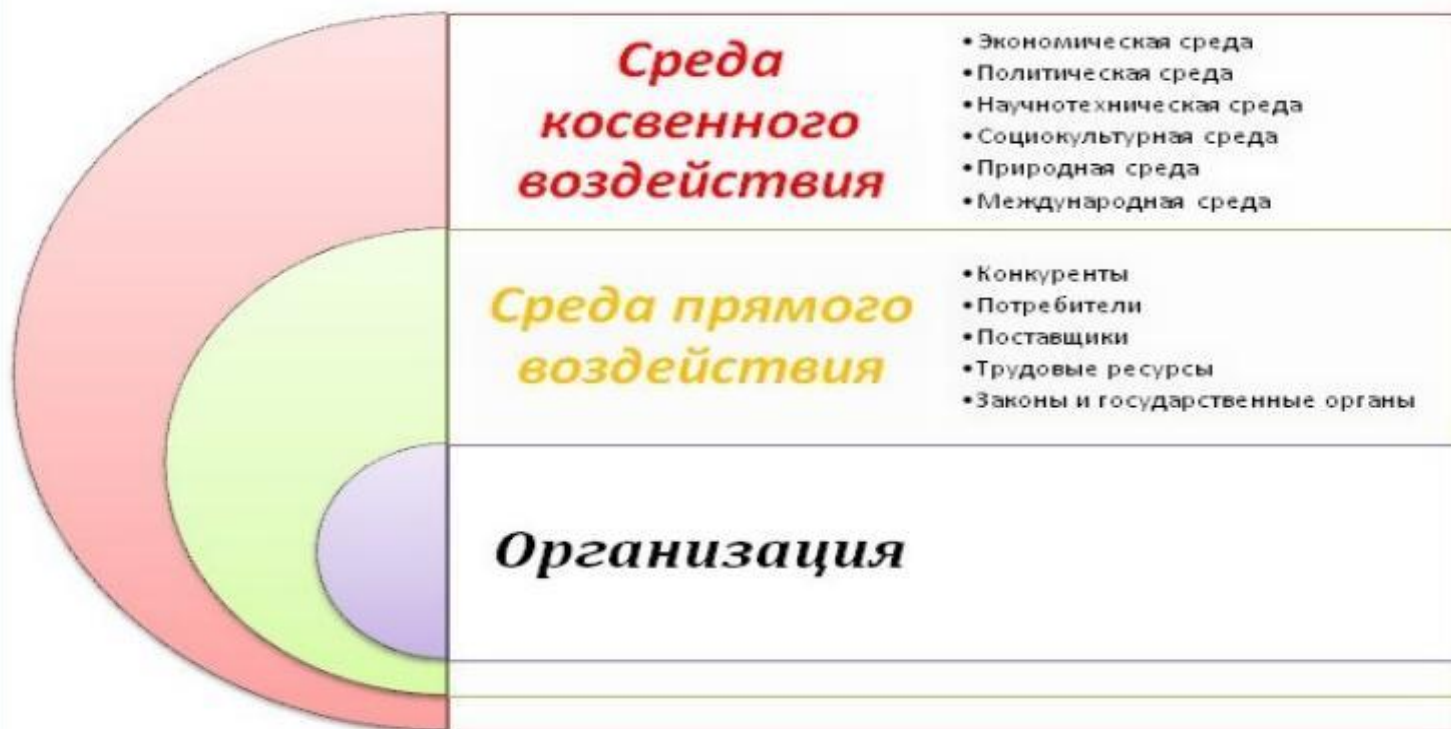 Среда
косвенного
воздействия
•Экономическая среда
•Политическая среда
•Научнотехническая среда
•Социокультурная среда
•Природная среда
•Международная среда
Среда прямого
воздействия
•Конкуренты
•Потребители
•Поставщики
•Трудовые ресурсы
•Законы и государственные органы
Организация